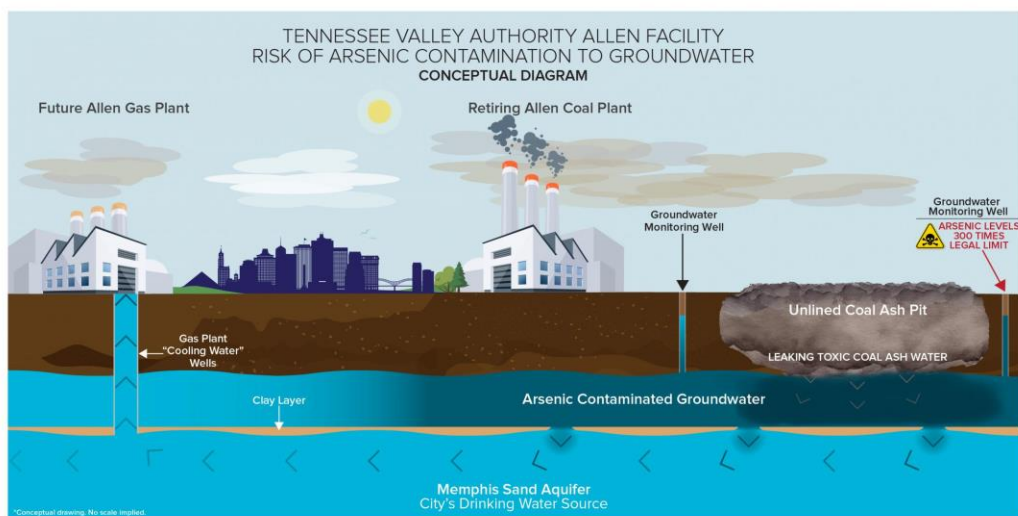 TENNESSEE VALLEY AUTHORITY ALLEN FACILITY
RISK OF ARSENIC CONTAMINATION TO GROUNDWATER
CONCEPTUAL DIAGRAM
Future Allen Gas Plant
Retiring Allen Coal Plant
Groundwater
Monitoring Well
Groundwater
Monitoring Well
ARSENIC LEVELS
300 TIMES
LEGAL LIMIT
Unlined Coal Ash Pit
LEAKING TOXIC COAL ASH WATER
Gas Plant
"Cooling Water"
Wells
Clay Layer
Arsenic Contaminated Groundwater
Memphis Sand Aquifer
City's Drinking Water Source
*Conceptual drawing. No scale implied.